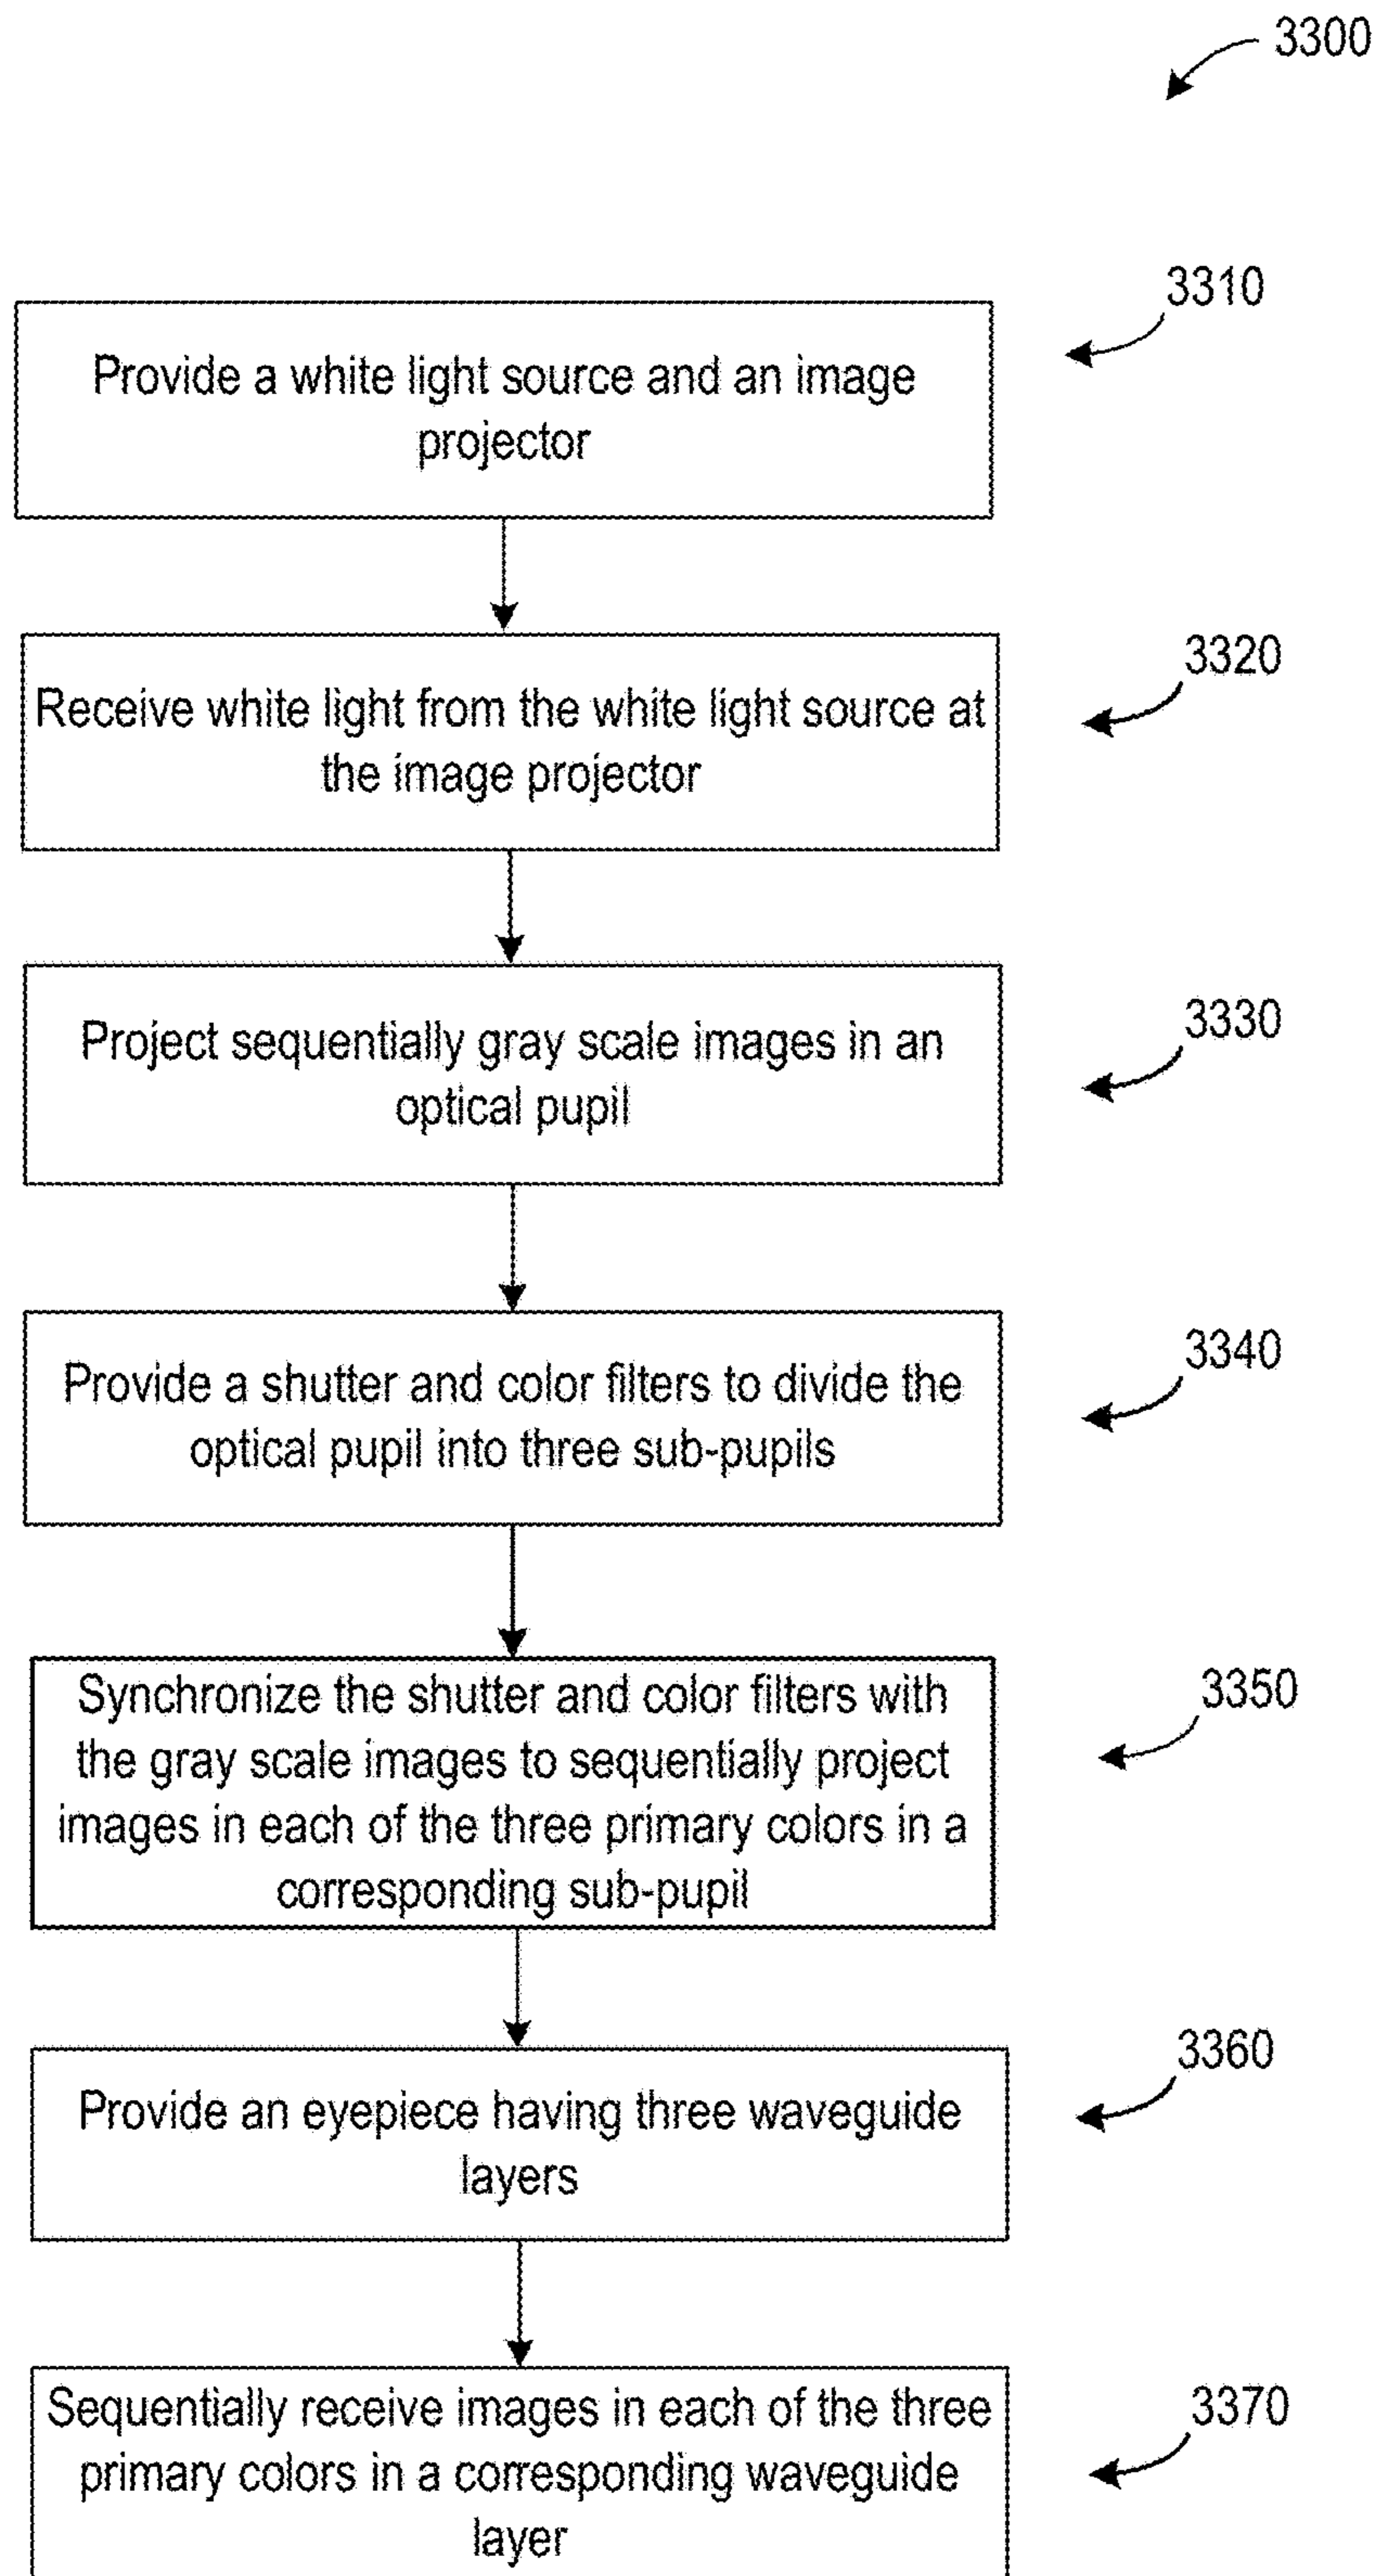 3300
3310
Provide a white light source and an image
projector
3320
Receive white light from the white light source at
the image projector
3330
Project sequentially gray scale images in an
optical pupil
3340
Provide a shutter and color filters to divide the
optical pupil into three sub-pupils
3350
Synchronize the shutter and color filters with
the gray scale images to sequentially project
images in each of the three primary colors in a
corresponding sub-pupil
3360
Provide an eyepiece having three waveguide
layers
3370
Sequentially receive images in each of the three
primary colors in a corresponding waveguide
layer